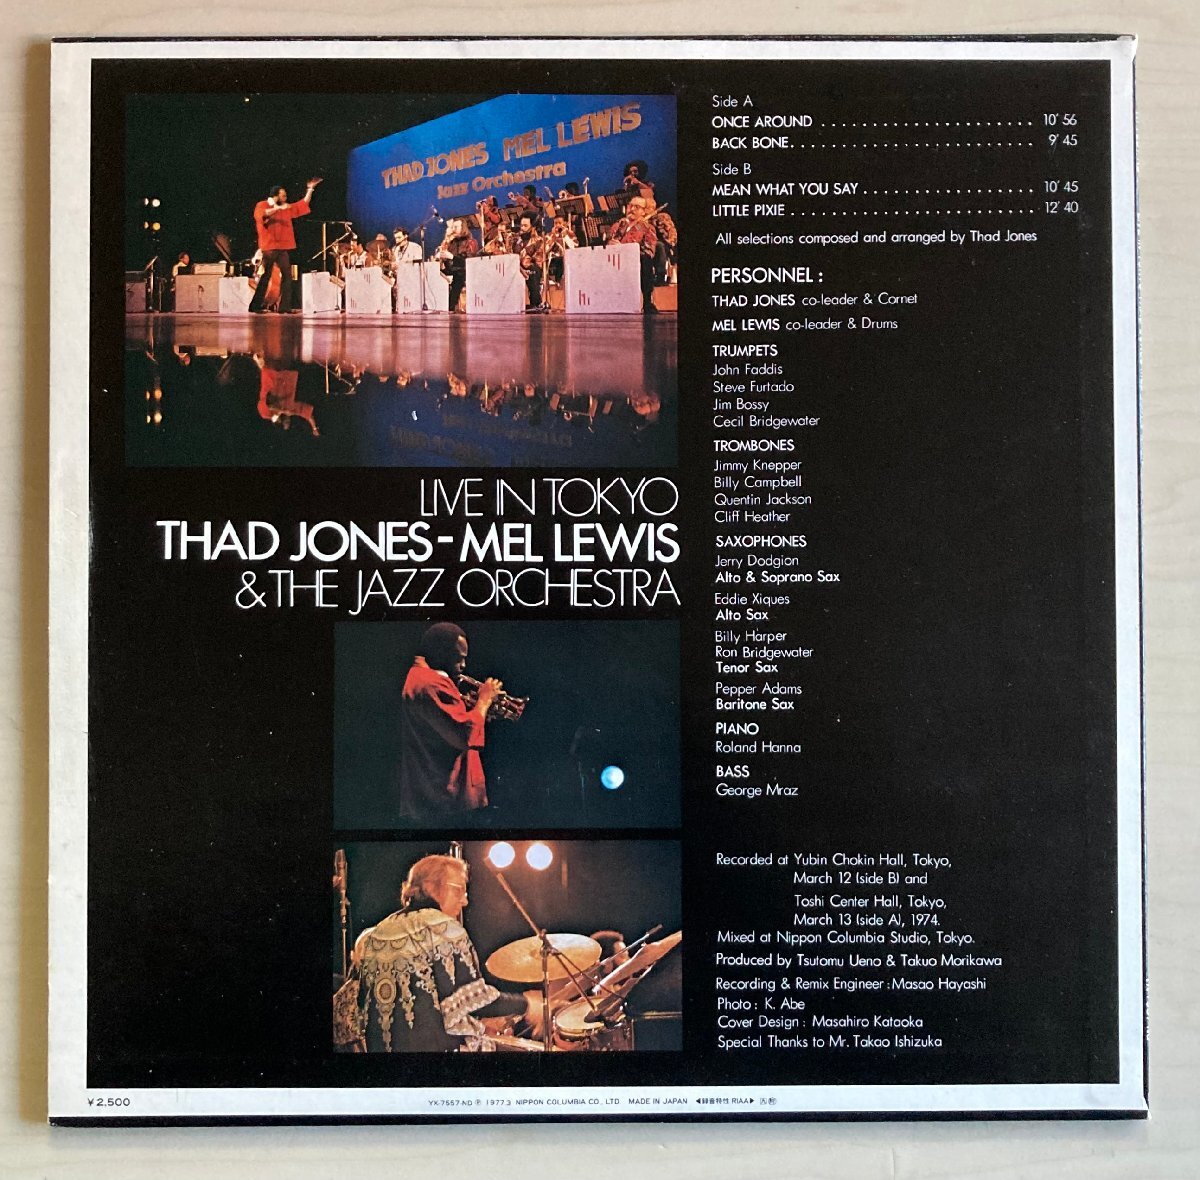 THAD JONES MEL LEWIS
Jazz Orchestra
LIVE IN TOKYO
THAD JONES-MEL LEWIS
& THE JAZZ ORCHESTRA
Side A
ONCE AROUND . . . . . . . . . . . . . . . . . . . . . 10' 56
BACK BONE. . . . . . . . . . . . . . . . . . . . . . . . 9' 45
Side B
MEAN WHAT YOU SAY . . . . . . . . . . . . . . . . . 10' 45
LITTLE PIXIE . . . . . . . . . . . . . . . . . . . . . . . . 12' 40
All selections composed and arranged by Thad Jones
PERSONNEL :
THAD JONES co-leader & Cornet
MEL LEWIS co-leader & Drums
TRUMPETS
John Faddis
Steve Furtado
Jim Bossy
Cecil Bridgewater
TROMBONES
Jimmy Knepper
Billy Campbell
Quentin Jackson
Cliff Heather
SAXOPHONES
Jerry Dodgion
Alto & Soprano Sax
Eddie Xiques
Alto Sax
Billy Harper
Ron Bridgewater
Tenor Sax
Pepper Adams
Baritone Sax
PIANO
Roland Hanna
BASS
George Mraz
Recorded at Yubin Chokin Hall, Tokyo,
March 12 (side B) and
Toshi Center Hall, Tokyo,
March 13 (side A), 1974.
Mixed at Nippon Columbia Studio, Tokyo.
Produced by Tsutomu Ueno & Takuo Morikawa
Recording & Remix Engineer : Masao Hayashi
Photo : K. Abe
Cover Design : Masahiro Kataoka
Special Thanks to Mr. Takao Ishizuka
¥2,500
YX-7557-ND Ⓟ 1977.3 NIPPON COLUMBIA CO., LTD MADE IN JAPAN ◀録音特性 RIAA▶